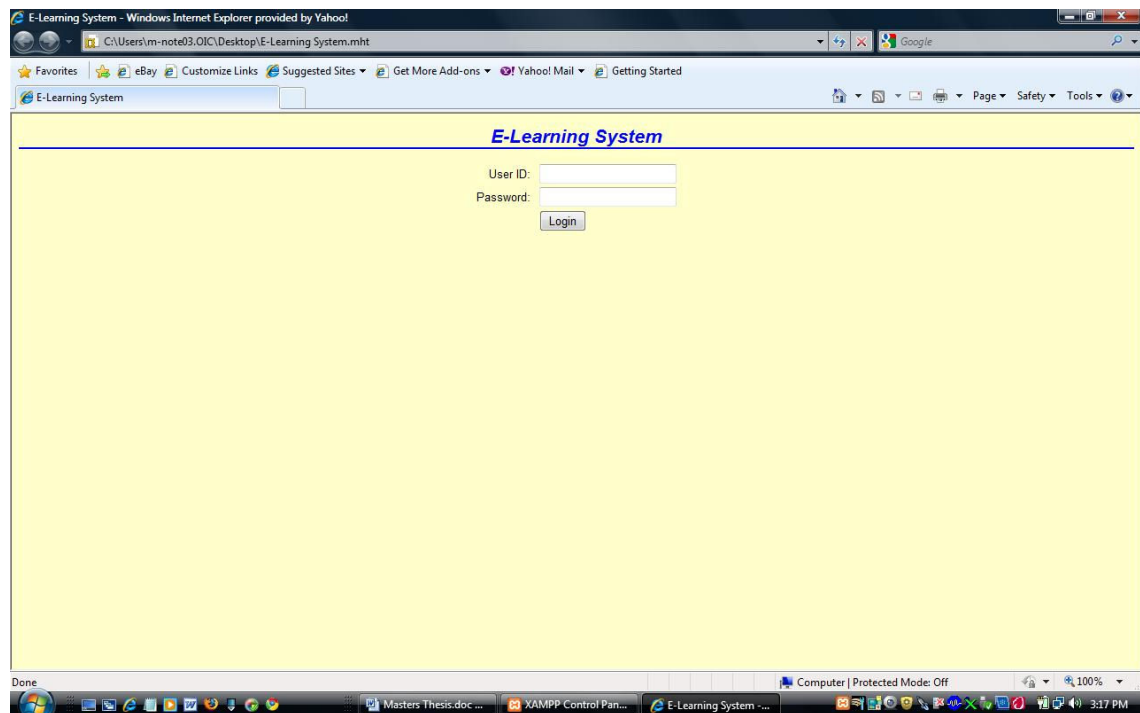 E-Learning System - Windows Internet Explorer provided by Yahoo!
C:\Users\m-note03.OIC\Desktop\E-Learning System.mht
Google
Favorites eBay Customize Links Suggested Sites Get More Add-ons Yahoo! Mail Getting Started
E-Learning System Page Safety Tools
E-Learning System
User ID:
Password:
Login
Done Computer | Protected Mode: Off 100%
Masters Thesis.doc ... XAMPP Control Pan... E-Learning System -... 3:17 PM